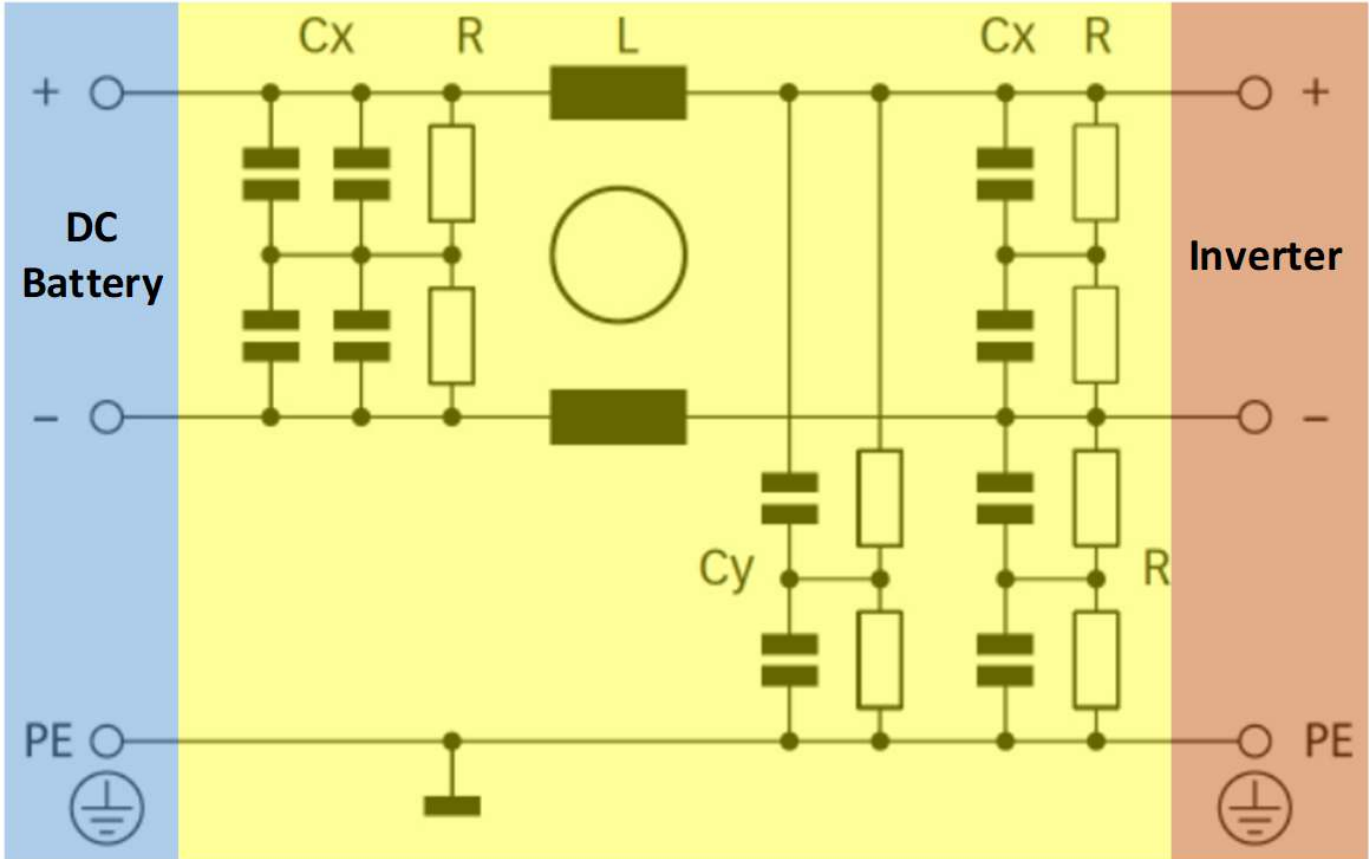 Cx R L Cx R
+ +
DC
Battery
Inverter
− −
Cy R
PE PE